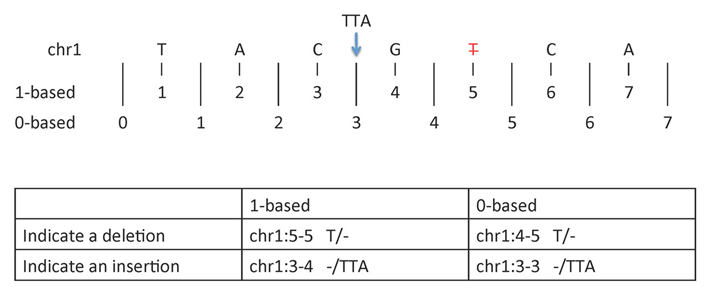 TTA
chr1 T A C G T C A
1-based 1 2 3 4 5 6 7
0-based 0 1 2 3 4 5 6 7
1-based 0-based
Indicate a deletion chr1:5-5 T/- chr1:4-5 T/-
Indicate an insertion chr1:3-4 -/TTA chr1:3-3 -/TTA